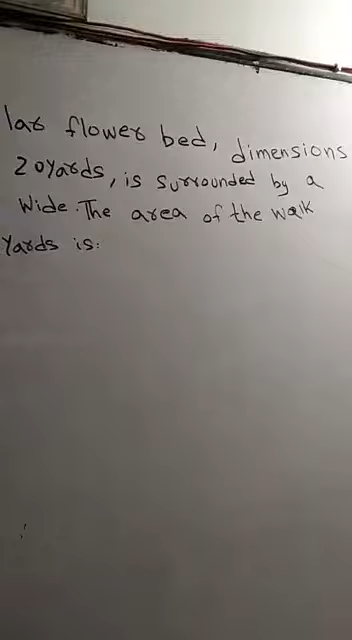 lar flower bed, dimensions
20yards, is surrounded by a
wide. The area of the walk
yards is: